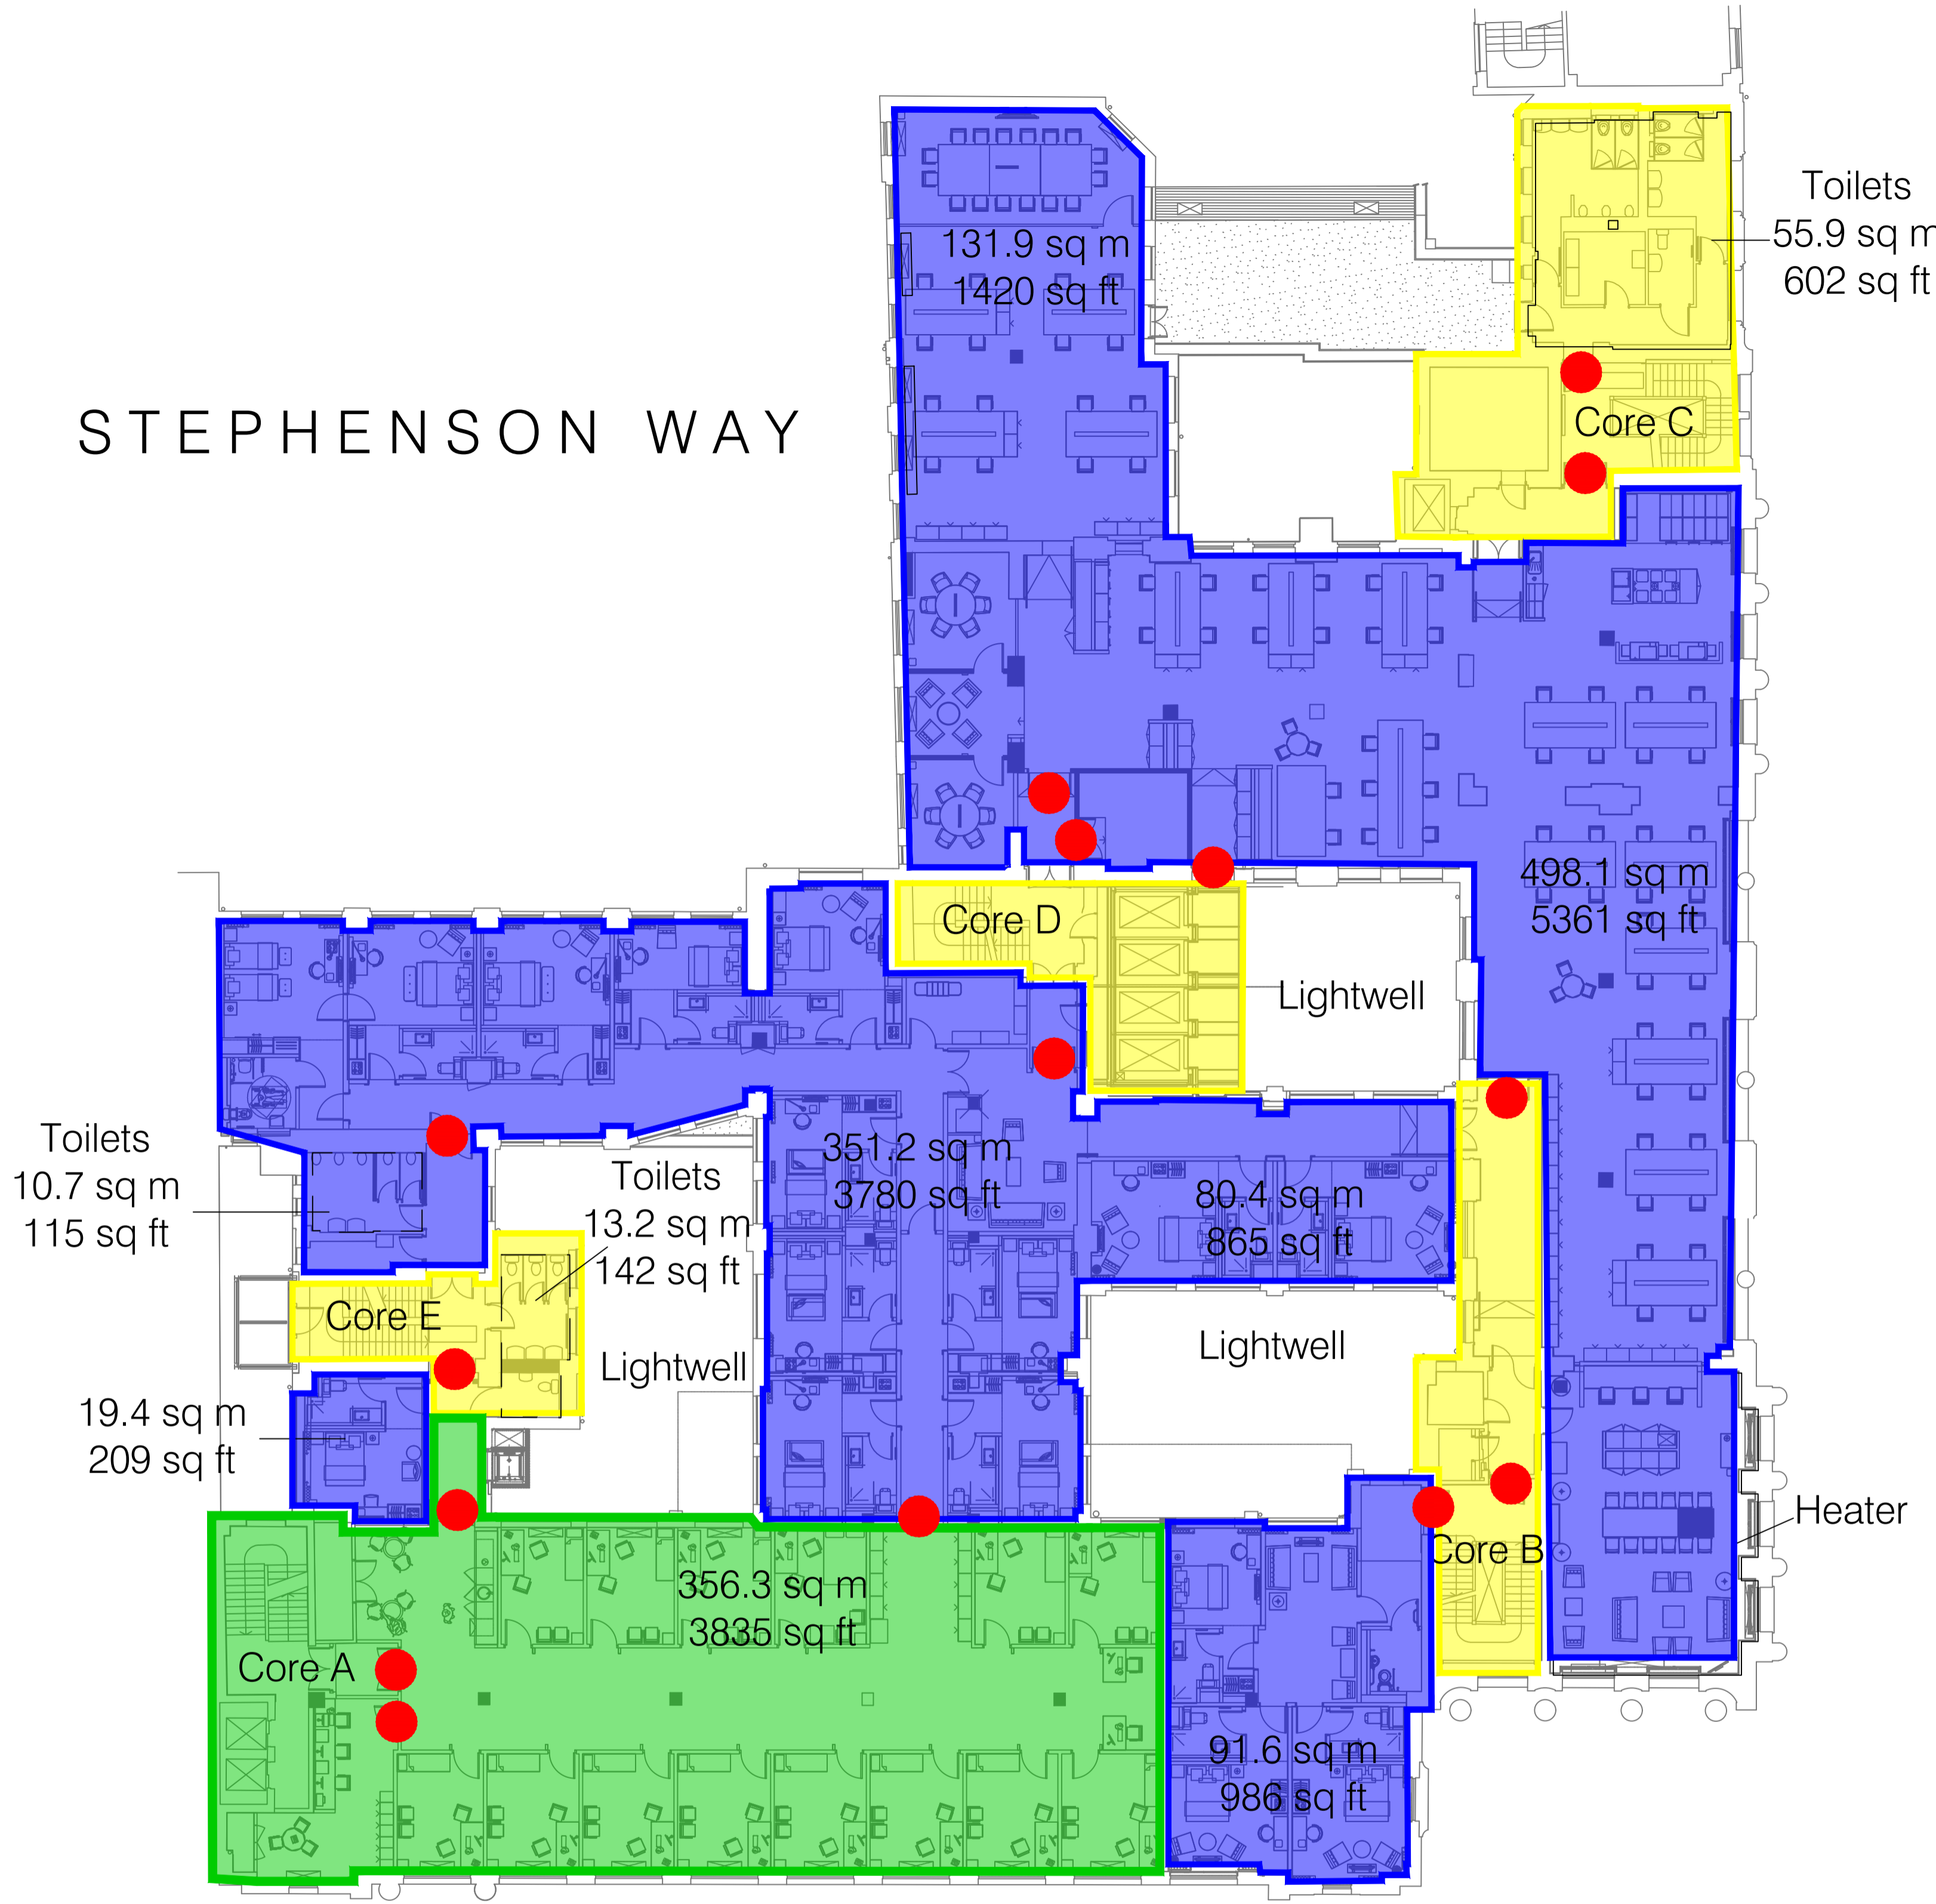 Toilets
55.9 sq m
602 sq ft
131.9 sq m
1420 sq ft
STEPHENSON WAY
Core C
498.1 sq m
5361 sq ft
Core D
Lightwell
Toilets
10.7 sq m
115 sq ft
Toilets
13.2 sq m
142 sq ft
351.2 sq m
3780 sq ft
80.4 sq m
865 sq ft
Core E
Lightwell
Lightwell
19.4 sq m
209 sq ft
Heater
Core B
356.3 sq m
3835 sq ft
Core A
91.6 sq m
986 sq ft